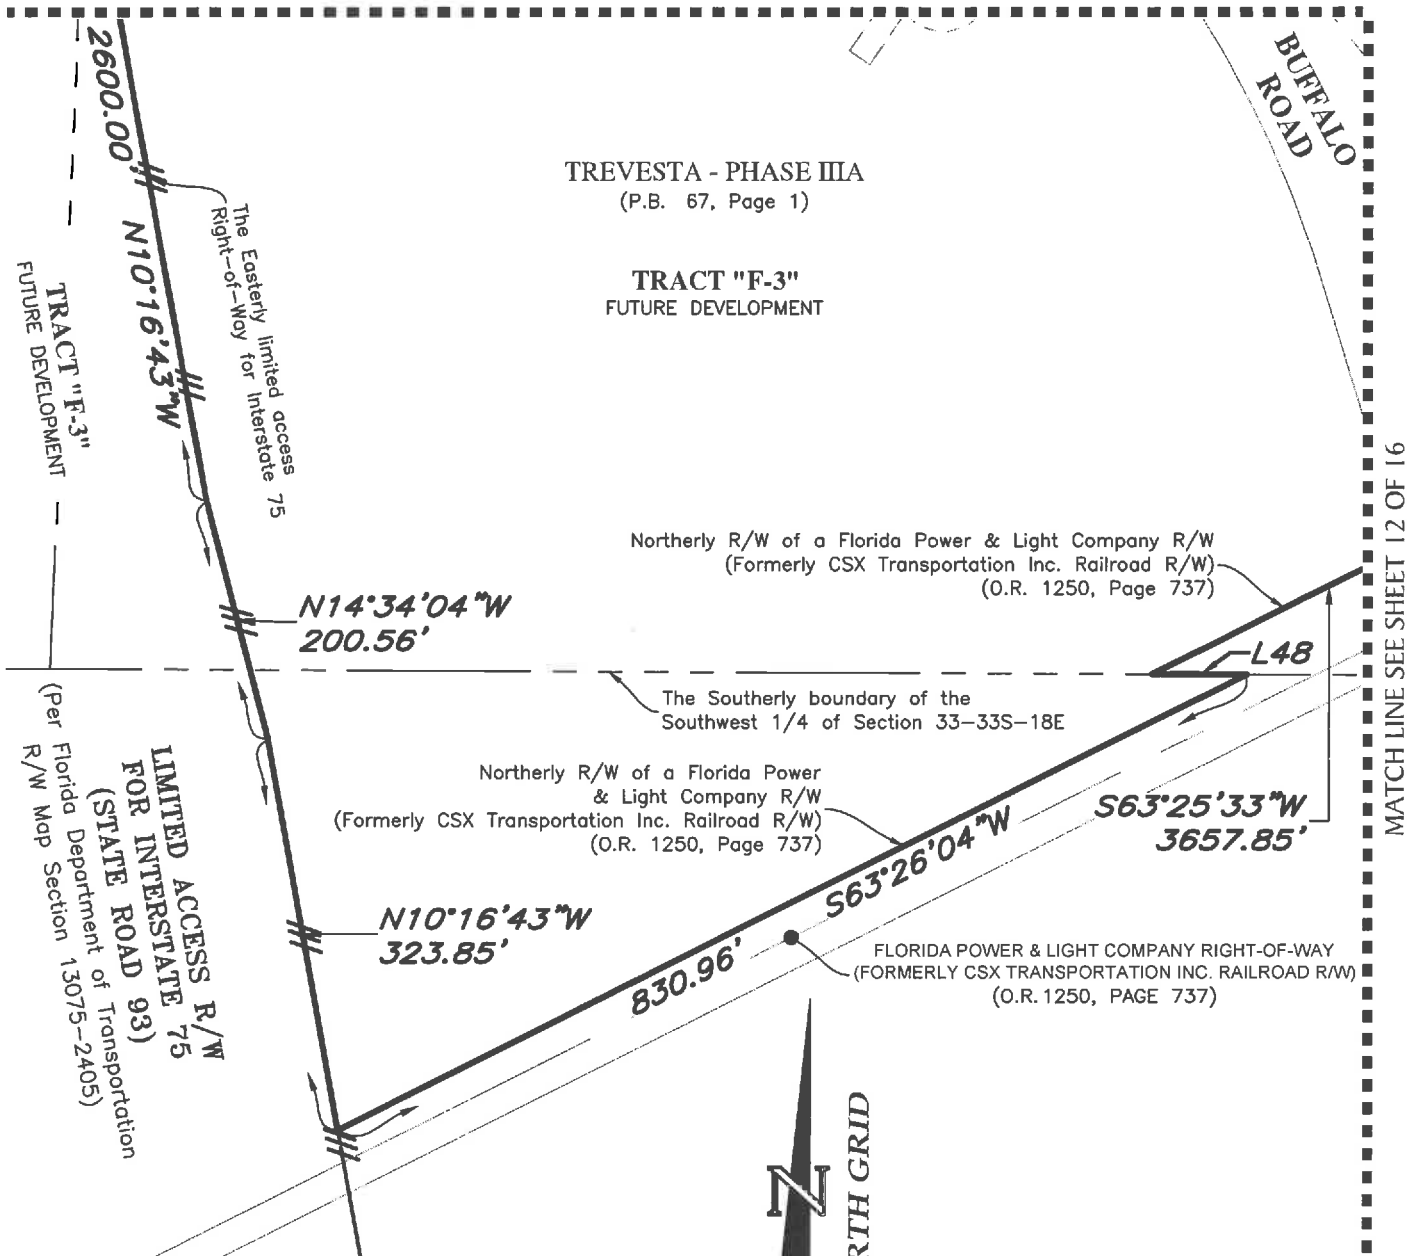 BUFFALO
ROAD
2600.00'
N10°16'43"W
The Easterly limited access
Right-of-Way for Interstate 75
TREVESTA - PHASE IIIA
(P.B. 67, Page 1)
TRACT "F-3"
FUTURE DEVELOPMENT
TRACT "F-3"
FUTURE DEVELOPMENT
MATCH LINE SEE SHEET 12 OF 16
Northerly R/W of a Florida Power & Light Company R/W
(Formerly CSX Transportation Inc. Railroad R/W)
(O.R. 1250, Page 737)
N14°34'04"W
200.56'
L48
The Southerly boundary of the
Southwest 1/4 of Section 33-33S-18E
Northerly R/W of a Florida Power
& Light Company R/W
(Formerly CSX Transportation Inc. Railroad R/W)
(O.R. 1250, Page 737)
S63°25'33"W
3657.85'
S63°26'04"W
830.96'
LIMITED ACCESS R/W
FOR INTERSTATE 75
(STATE ROAD 93)
(Per Florida Department of Transportation
R/W Map Section 13075-2405)
N10°16'43"W
323.85'
FLORIDA POWER & LIGHT COMPANY RIGHT-OF-WAY
(FORMERLY CSX TRANSPORTATION INC. RAILROAD R/W)
(O.R. 1250, PAGE 737)
N
RTH GRID